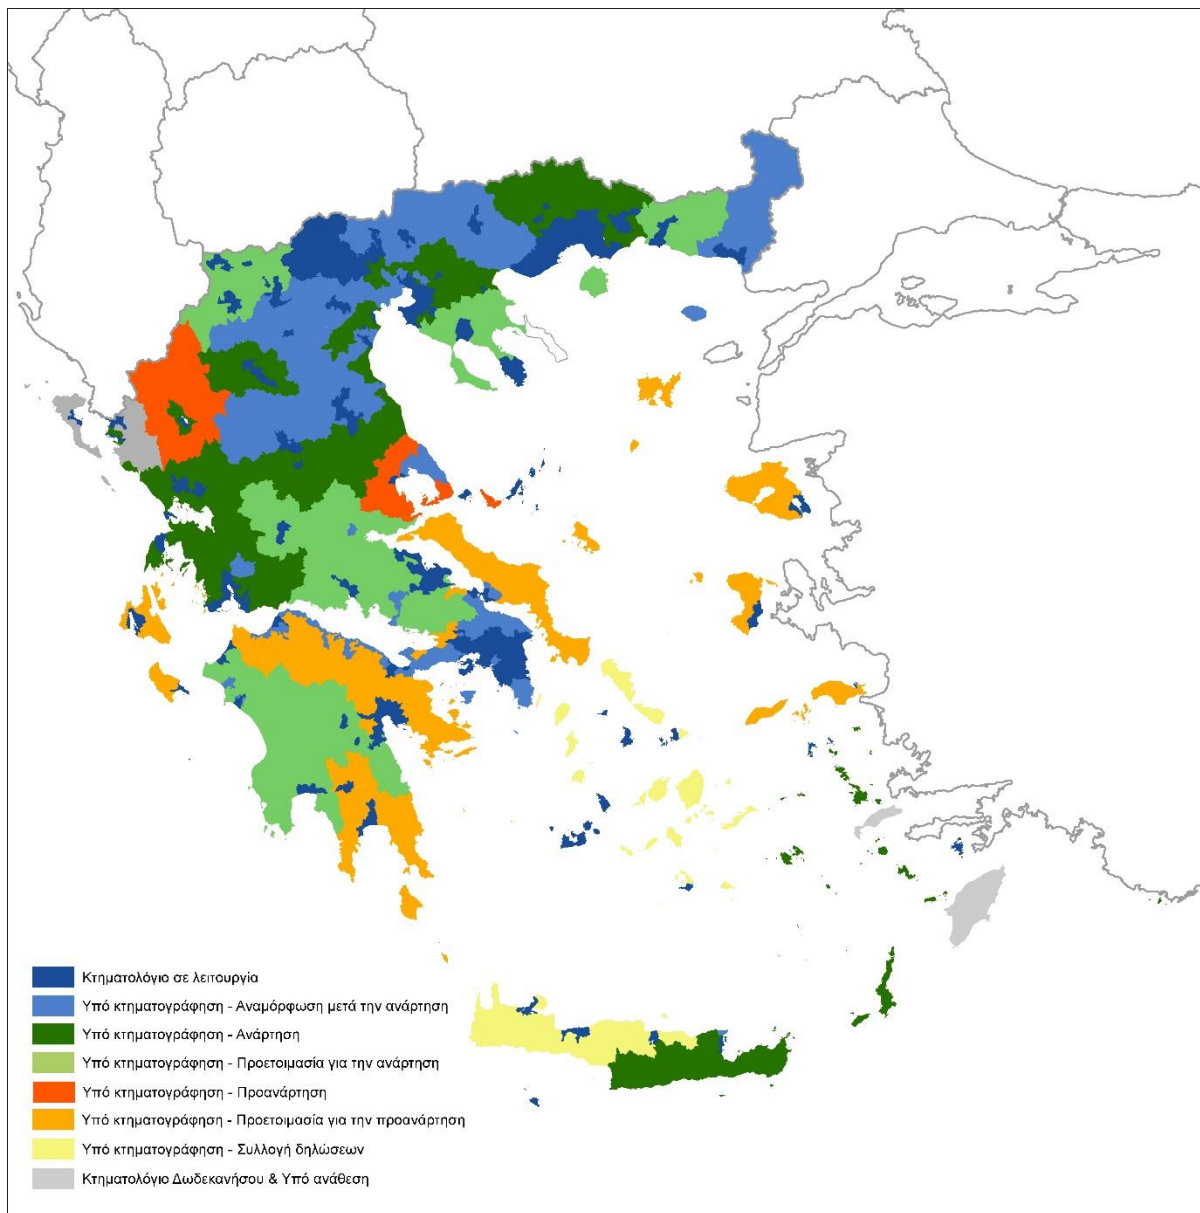 Κτηματολόγιο σε λειτουργία
Υπό κτηματογράφηση - Αναμόρφωση μετά την ανάρτηση
Υπό κτηματογράφηση - Ανάρτηση
Υπό κτηματογράφηση - Προετοιμασία για την ανάρτηση
Υπό κτηματογράφηση - Προανάρτηση
Υπό κτηματογράφηση - Προετοιμασία για την προανάρτηση
Υπό κτηματογράφηση - Συλλογή δηλώσεων
Κτηματολόγιο Δωδεκανήσου & Υπό ανάθεση